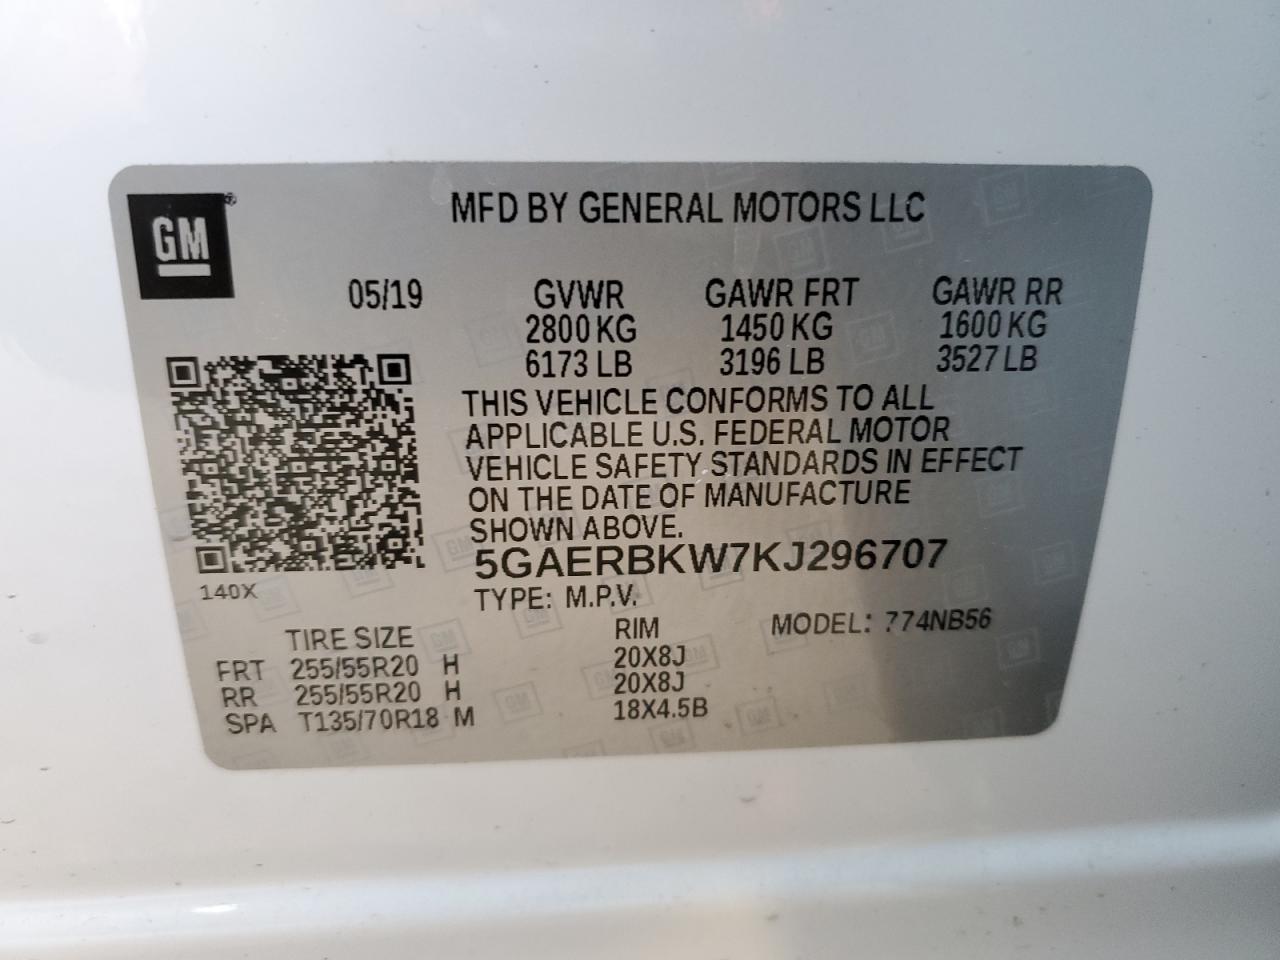 GM
MFD BY GENERAL MOTORS LLC
05/19 GVWR GAWR FRT GAWR RR
2800 KG 1450 KG 1600 KG
6173 LB 3196 LB 3527 LB
THIS VEHICLE CONFORMS TO ALL
APPLICABLE U.S. FEDERAL MOTOR
VEHICLE SAFETY STANDARDS IN EFFECT
ON THE DATE OF MANUFACTURE
SHOWN ABOVE.
5GAERBKW7KJ296707
140X
TYPE: M.P.V.
TIRE SIZE RIM MODEL: 774NB56
FRT 255/55R20 H 20X8J
RR 255/55R20 H 20X8J
SPA T135/70R18 M 18X4.5B